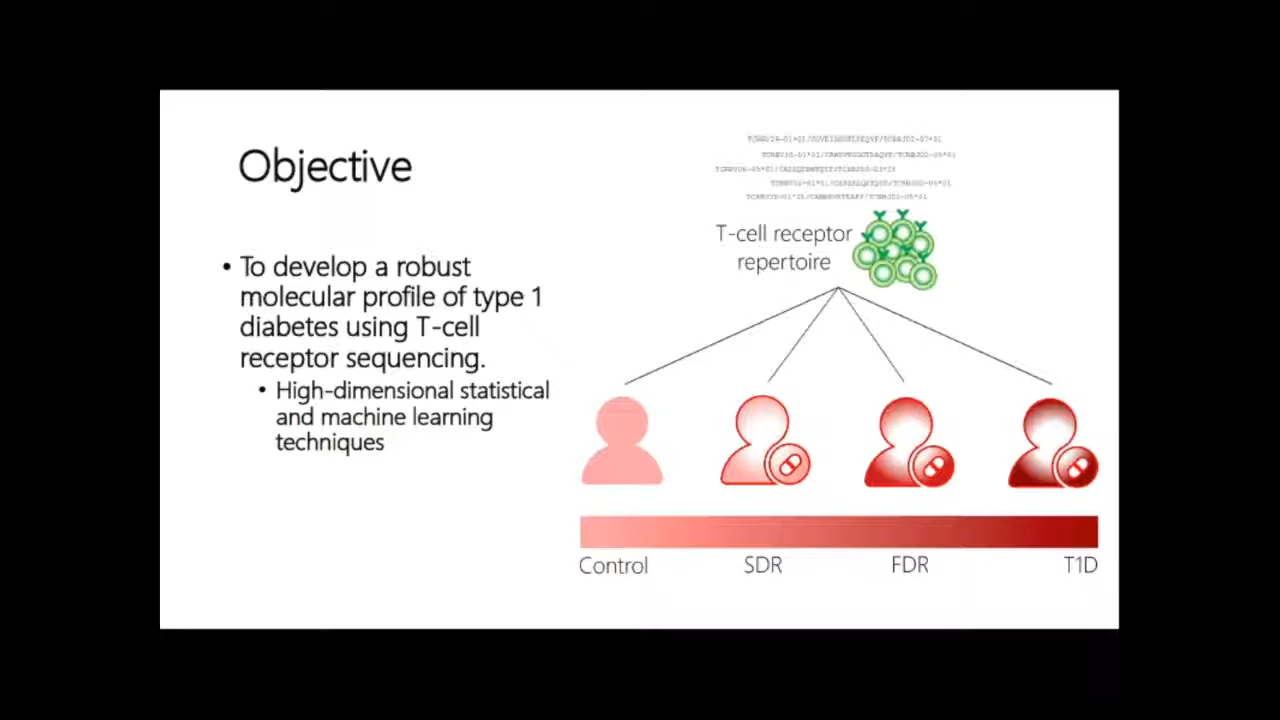 Objective
• To develop a robust
molecular profile of type 1
diabetes using T-cell
receptor sequencing.
• High-dimensional statistical
and machine learning
techniques
T-cell receptor
repertoire
Control
SDR
FDR
T1D